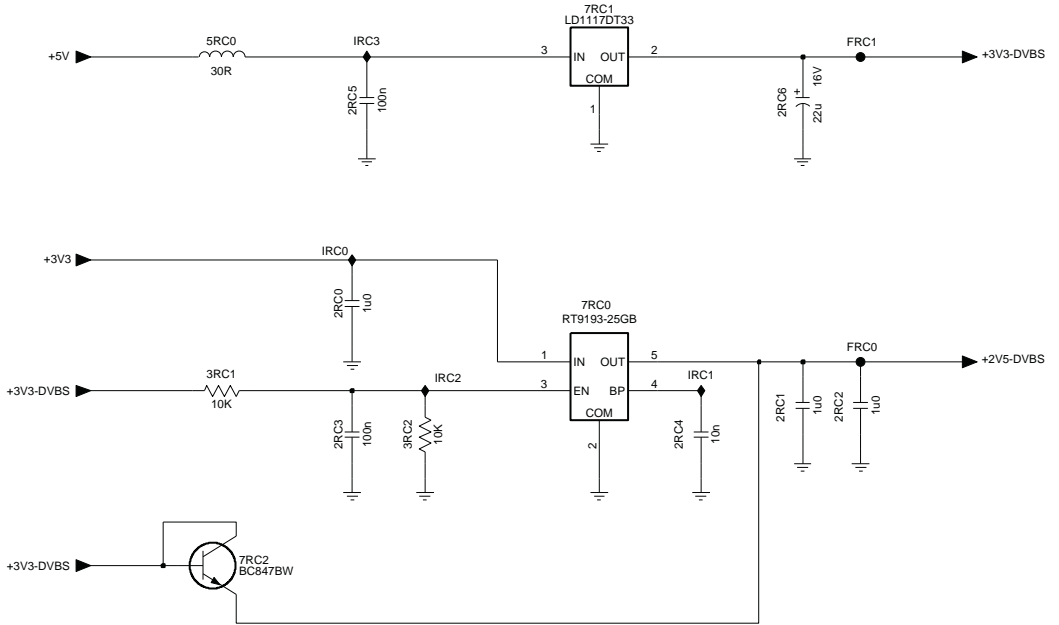 7RC1
LD1117DT33
+5V
5RC0
30R
IRC3
3
IN
OUT
COM
2
1
FRC1
+3V3-DVBS
2RC5
100n
2RC6
+
16V
22u
+3V3
IRC0
2RC0
1u0
7RC0
RT9193-25GB
1
IN
OUT
5
FRC0
+2V5-DVBS
+3V3-DVBS
3RC1
10K
IRC2
3
EN
BP
4
IRC1
COM
2
2RC3
100n
3RC2
10K
2RC4
10n
2RC1
1u0
2RC2
1u0
+3V3-DVBS
7RC2
BC847BW